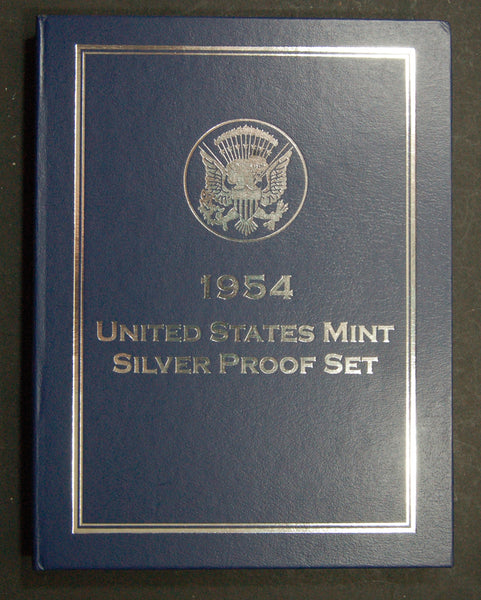 1954
UNITED STATES MINT
SILVER PROOF SET